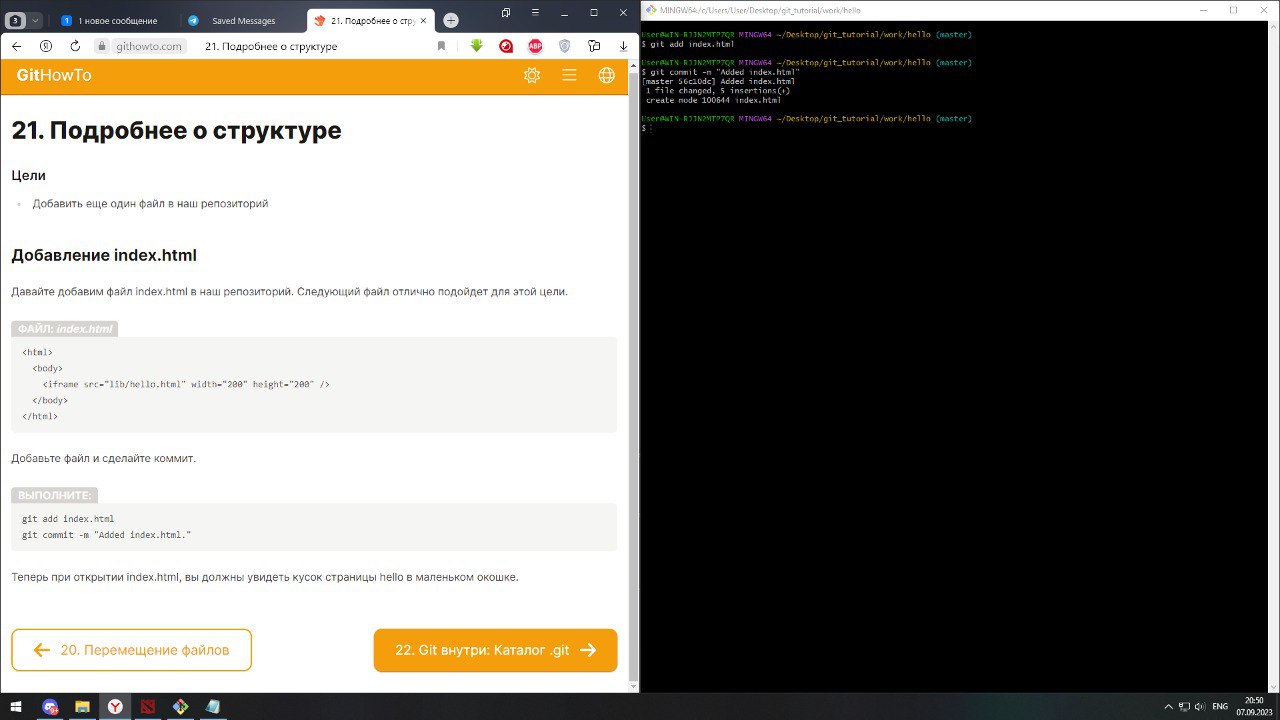 3
1
Saved Messages
21. Подробнее о стру
githowto.com
21. Подробнее о структуре
ABP
GitHowTo
21. Подробнее о структуре
Цели
Добавить еще один файл в наш репозиторий
Добавление index.html
Давайте добавим файл index.html в наш репозиторий. Следующий файл отлично подойдет для этой цели.
ФАЙЛ: index.html
<html>
<body>
<iframe src="lib/hello.html" width="200" height="200" />
</body>
</html>
Добавьте файл и сделайте коммит.
ВЫПОЛНИТЕ:
git add index.html
git commit -m "Added index.html."
Теперь при открытии index.html, вы должны увидеть кусок страницы hello в маленьком окошке.
20. Перемещение файлов
22. Git внутри: Каталог .git
MINGW64:/c/Users/User/Desktop/git_tutorial/work/hello
User@WIN-RJJN2MTP7QR MINGW64 ~/Desktop/git_tutorial/work/hello (master)
$ git add index.html
User@WIN-RJJN2MTP7QR MINGW64 ~/Desktop/git_tutorial/work/hello (master)
$ git commit -m "Added index.html"
[master 56c10dc] Added index.html
1 file changed, 5 insertions(+)
create mode 100644 index.html
User@WIN-RJJN2MTP7QR MINGW64 ~/Desktop/git_tutorial/work/hello (master)
$
ENG
20:50
07.09.2023